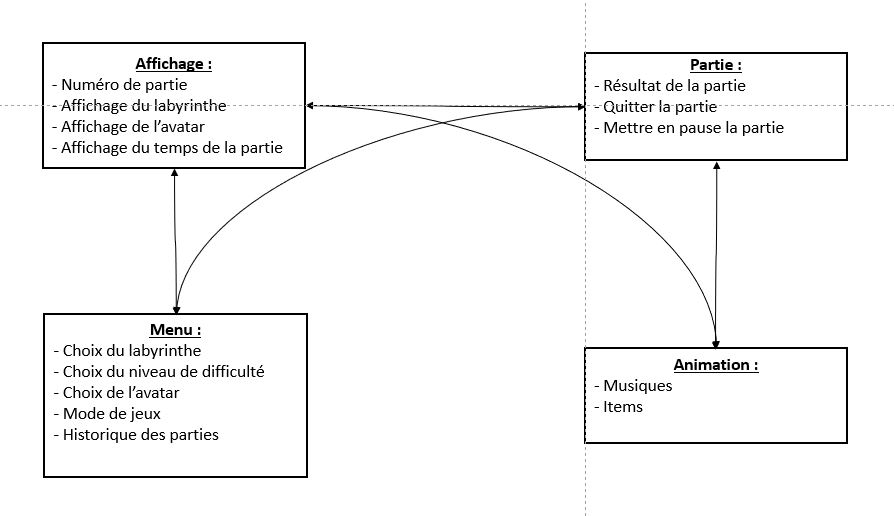 Affichage :
- Numéro de partie
- Affichage du labyrinthe
- Affichage de l’avatar
- Affichage du temps de la partie
Partie :
- Résultat de la partie
- Quitter la partie
- Mettre en pause la partie
Menu :
- Choix du labyrinthe
- Choix du niveau de difficulté
- Choix de l’avatar
- Mode de jeux
- Historique des parties
Animation :
- Musiques
- Items